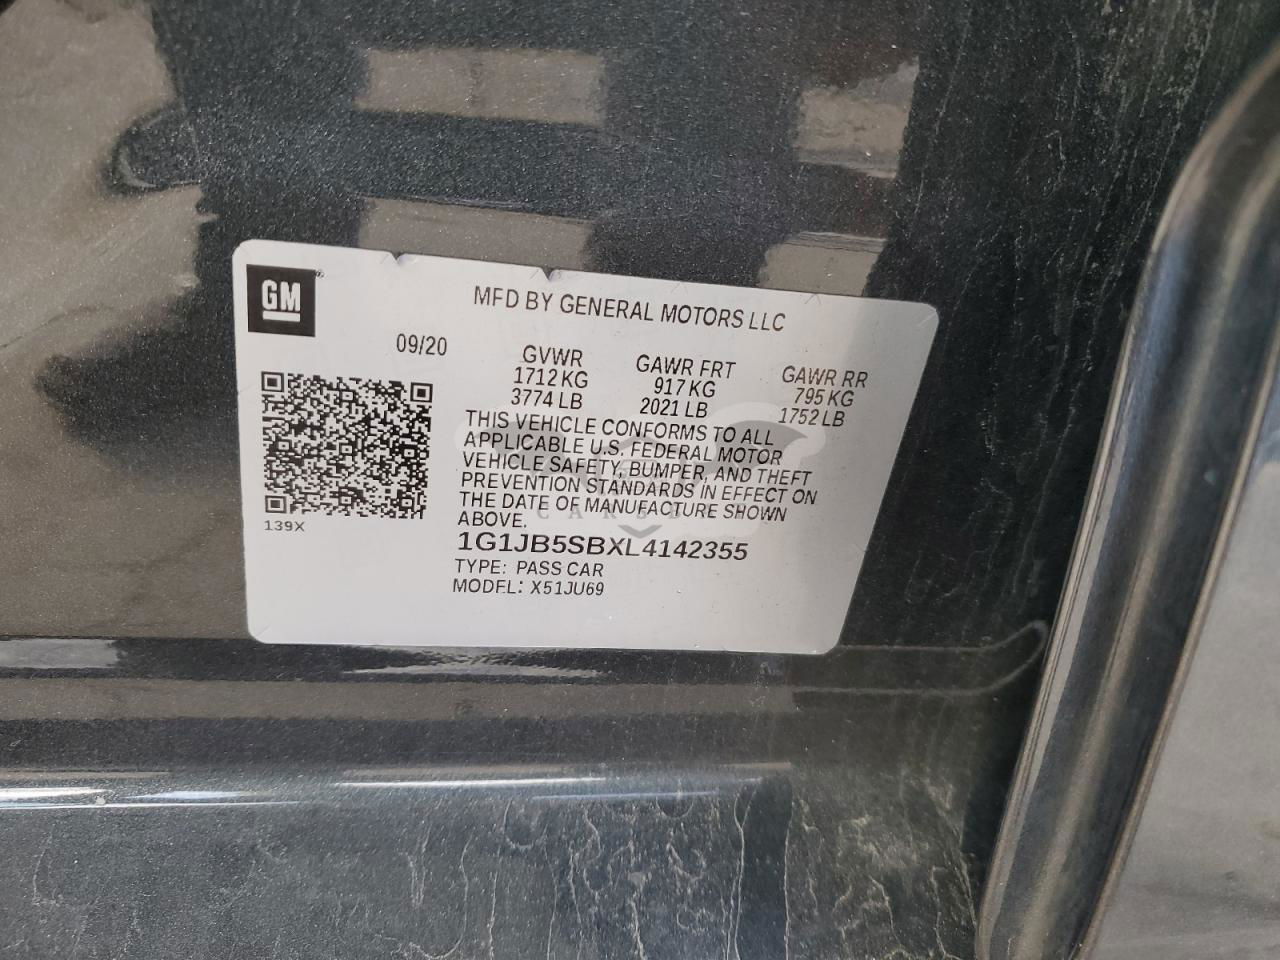 GM
MFD BY GENERAL MOTORS LLC
09/20
GVWR GAWR FRT GAWR RR
1712 KG 917 KG 795 KG
3774 LB 2021 LB 1752 LB
THIS VEHICLE CONFORMS TO ALL
APPLICABLE U.S. FEDERAL MOTOR
VEHICLE SAFETY, BUMPER, AND THEFT
PREVENTION STANDARDS IN EFFECT ON
THE DATE OF MANUFACTURE SHOWN
ABOVE.
139X
1G1JB5SBXL4142355
TYPE: PASS CAR
MODEL: X51JU69